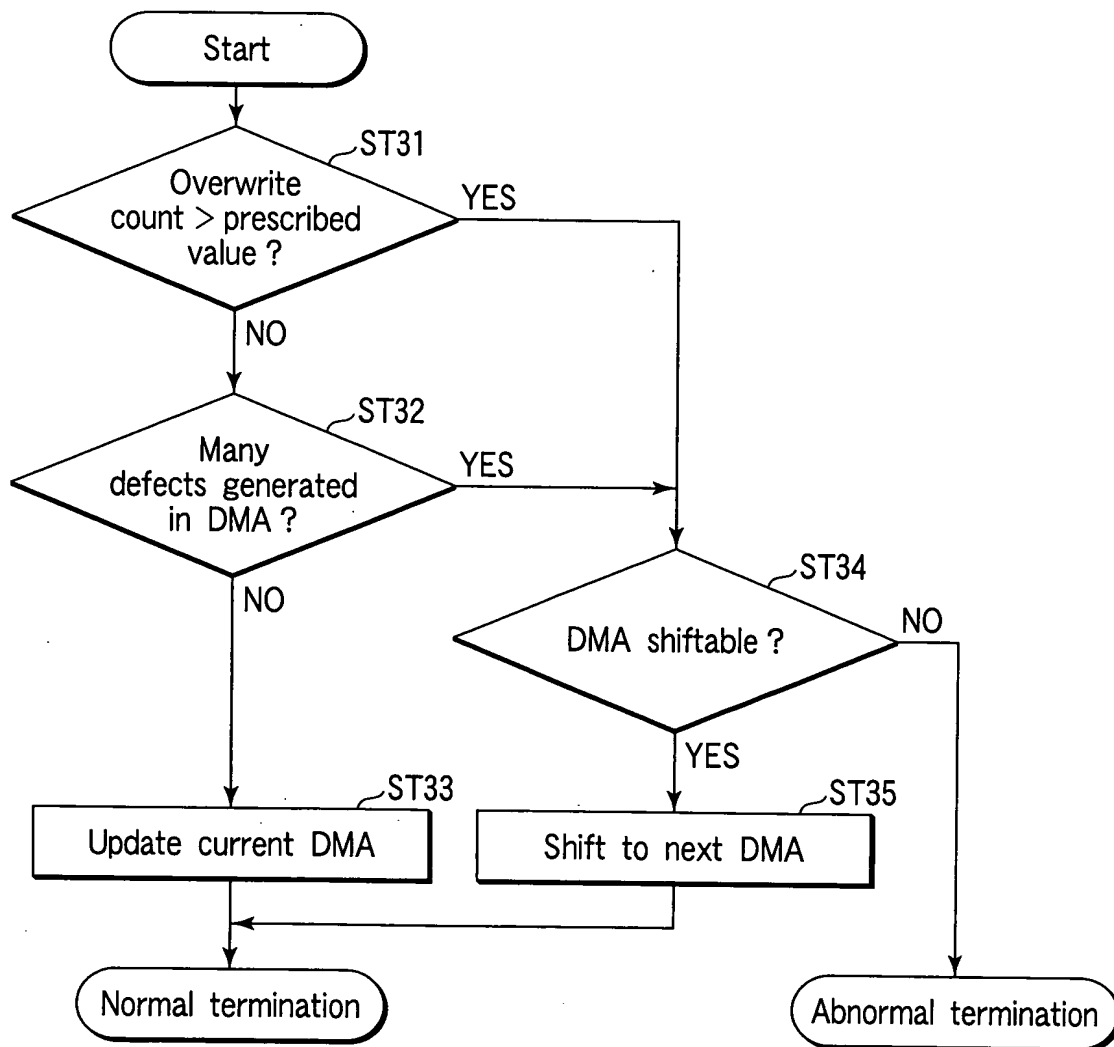 Start
ST31
Overwrite
count > prescribed
value ?
YES
NO
ST32
Many
defects generated
in DMA ?
YES
NO
ST34
DMA shiftable ?
NO
YES
ST33
Update current DMA
ST35
Shift to next DMA
Normal termination
Abnormal termination